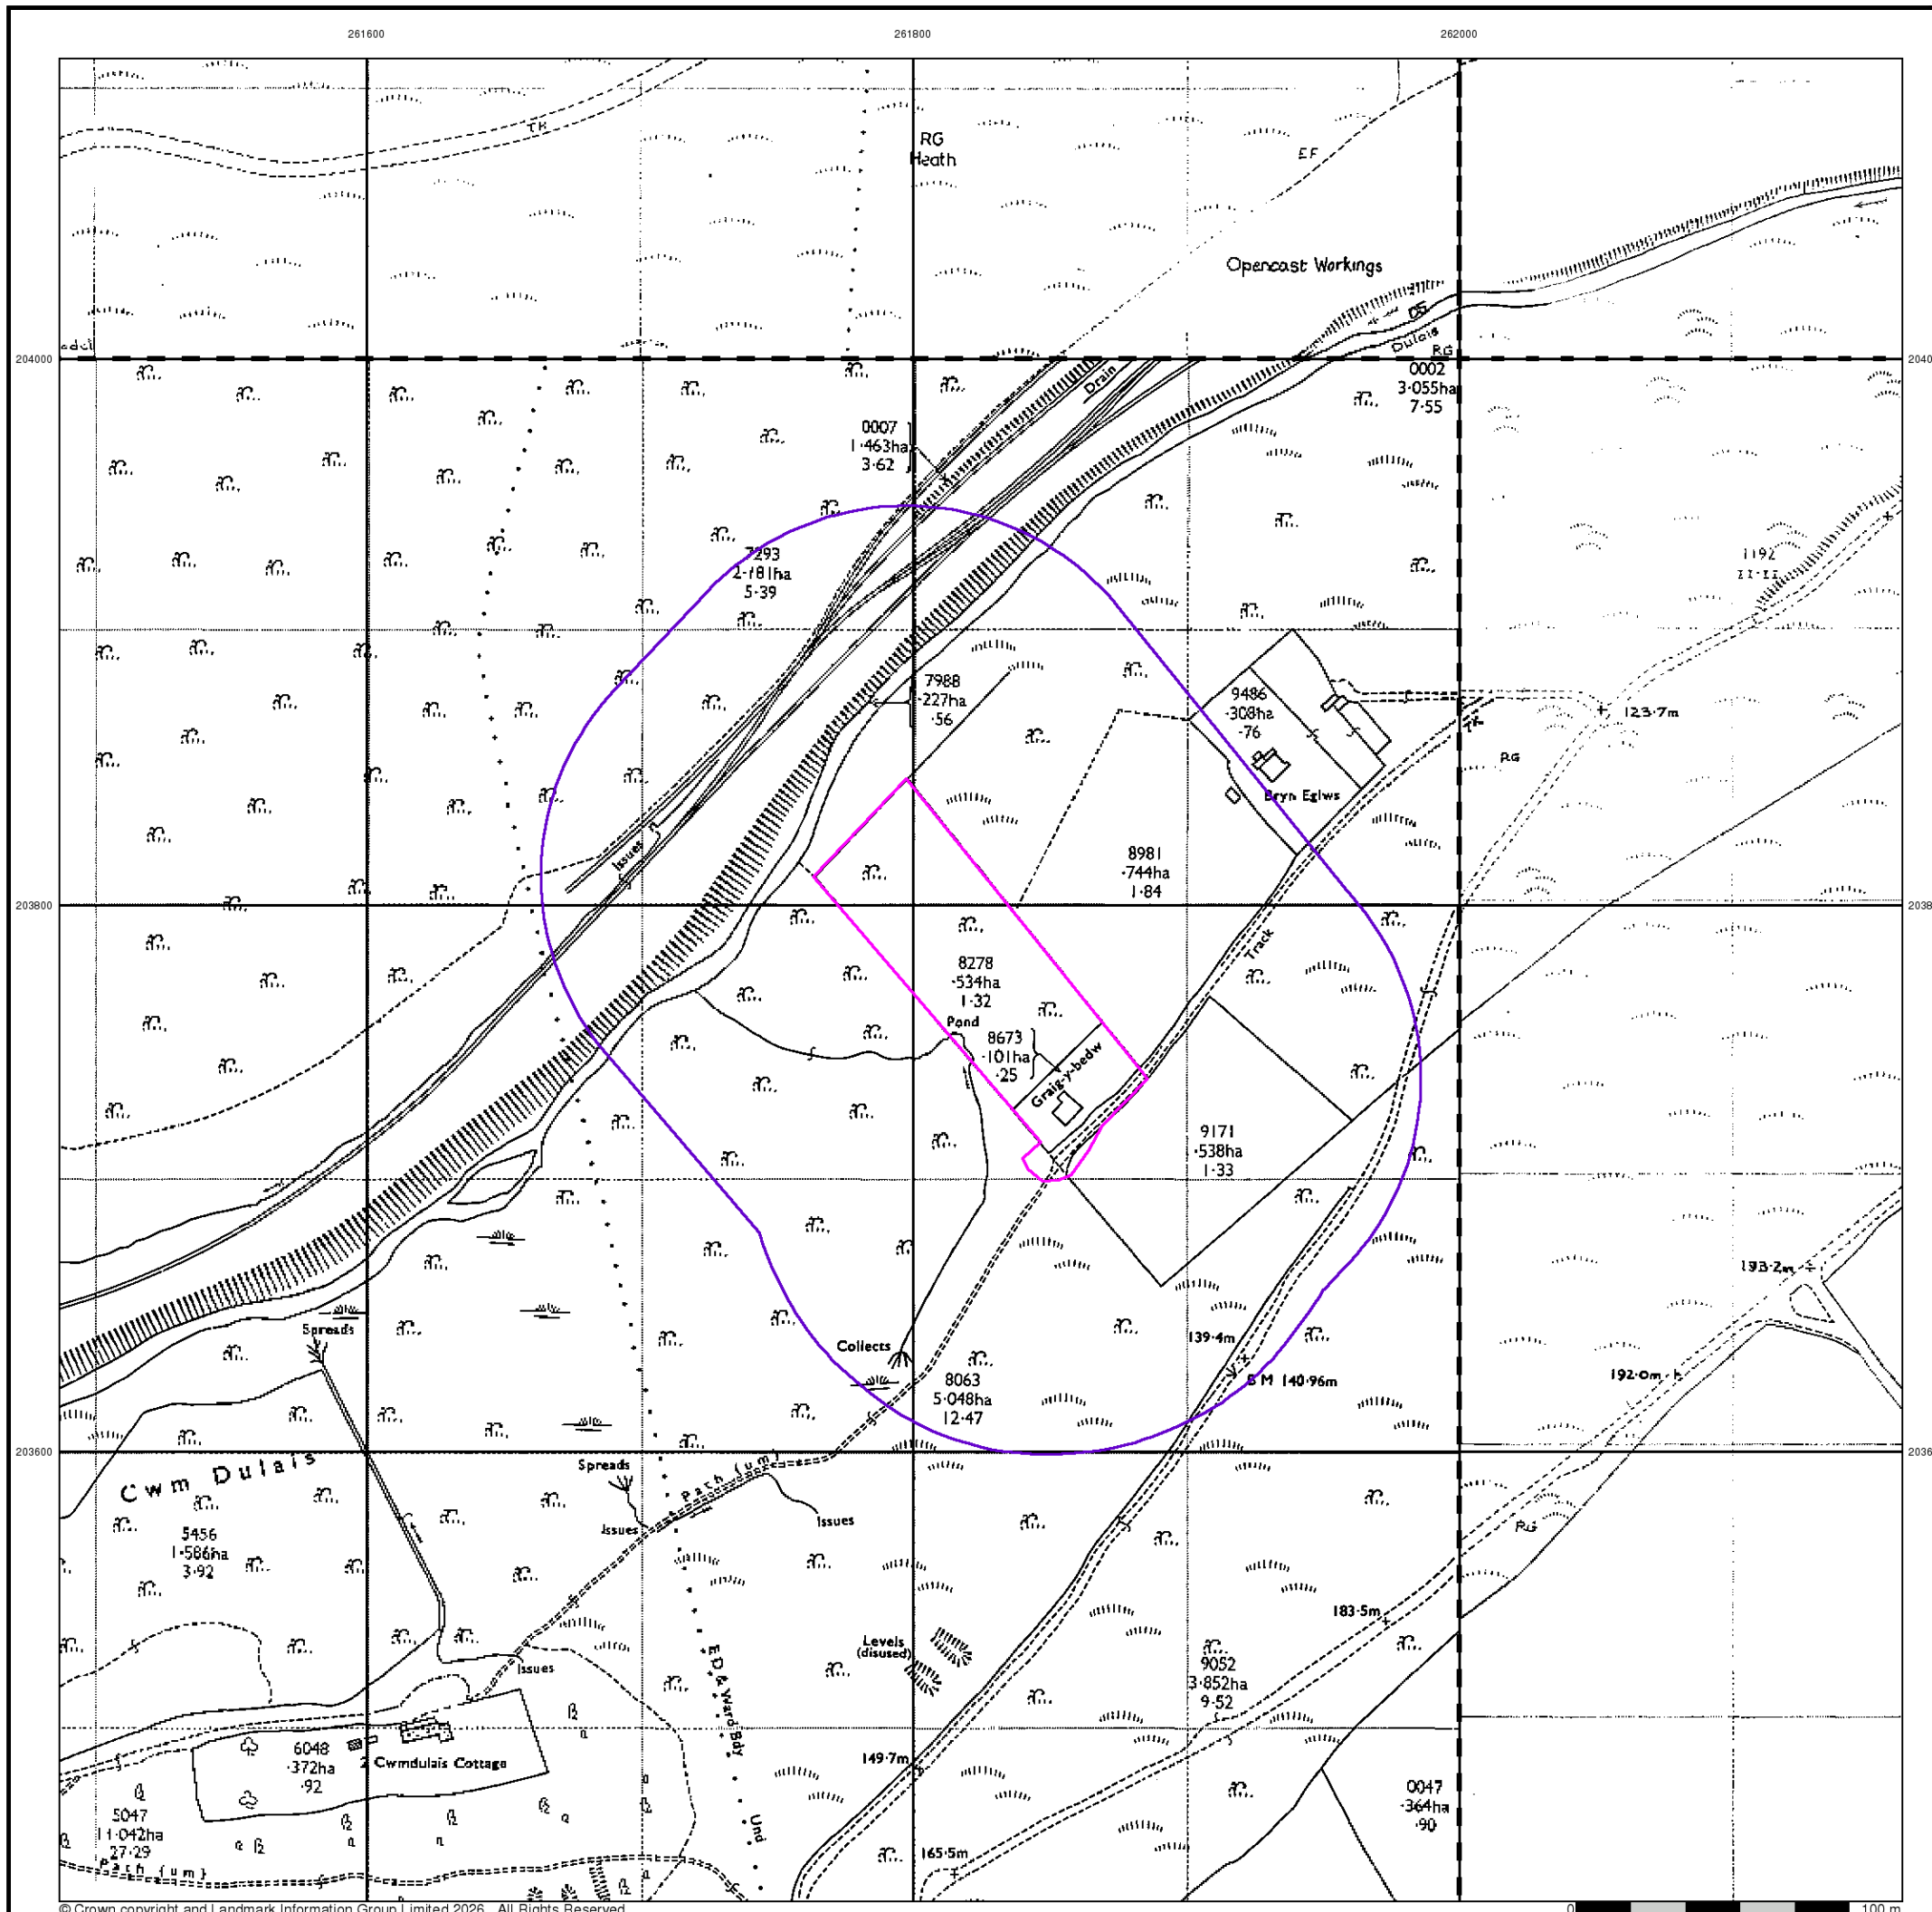 261600
261800
262000
TK
RG
Heath
EF
Opencast Workings
204000
Drain
DS
Dulais
RG
0002
3·055ha
7·55
0007
1·463ha
3·62
7293
2·181ha
5·39
1192
7988
·227ha
·56
9486
·308ha
·76
Bryn Eglws
Tk
123·7m
RG
Issues
8981
·744ha
1·84
203800
Track
8278
·534ha
1·32
Pond
8673
·101ha
·25
Graig-y-bedw
9171
·538ha
1·33
193·2m
Spreads
Collects
139·4m
B M 140·96m
192·0m
8063
5·048ha
12·47
203600
Cwm Dulais
Spreads
Path (um)
Issues
Issues
RG
5456
1·586ha
3·92
183·5m
Levels
(disused)
Issues
ED & Ward Bdy
9052
3·852ha
9·52
6048
·372ha
·92
2 Cwmdulais Cottage
149·7m
Und
0047
·364ha
·90
5047
11·042ha
27·29
Path (um)
165·5m
© Crown copyright and Landmark Information Group Limited 2026. All Rights Reserved
0
100 m